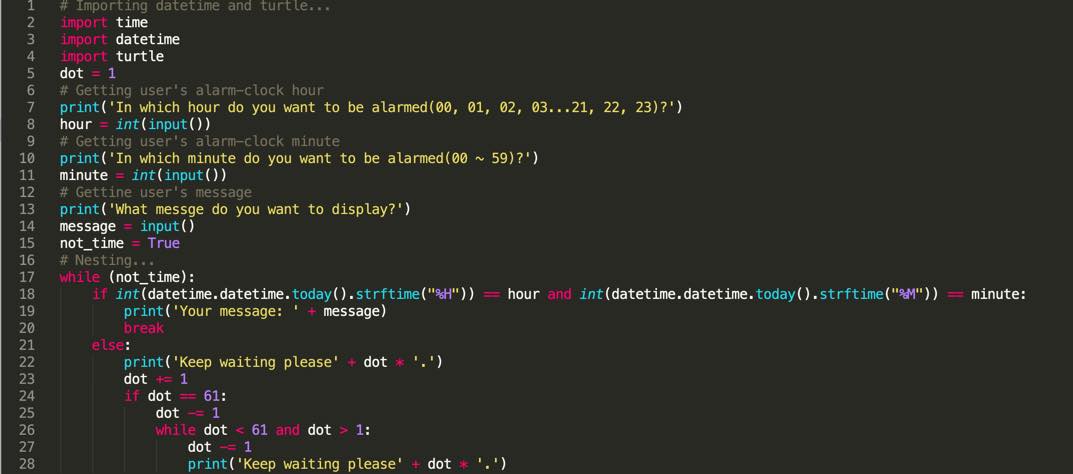 1 # Importing datetime and turtle...
2 import time
3 import datetime
4 import turtle
5 dot = 1
6 # Getting user's alarm-clock hour
7 print('In which hour do you want to be alarmed(00, 01, 02, 03...21, 22, 23)?')
8 hour = int(input())
9 # Getting user's alarm-clock minute
10 print('In which minute do you want to be alarmed(00 ~ 59)?')
11 minute = int(input())
12 # Gettine user's message
13 print('What messge do you want to display?')
14 message = input()
15 not_time = True
16 # Nesting...
17 while (not_time):
18     if int(datetime.datetime.today().strftime("%H")) == hour and int(datetime.datetime.today().strftime("%M")) == minute:
19         print('Your message: ' + message)
20         break
21     else:
22         print('Keep waiting please' + dot * '.')
23         dot += 1
24         if dot == 61:
25             dot -= 1
26             while dot < 61 and dot > 1:
27                 dot -= 1
28                 print('Keep waiting please' + dot * '.')